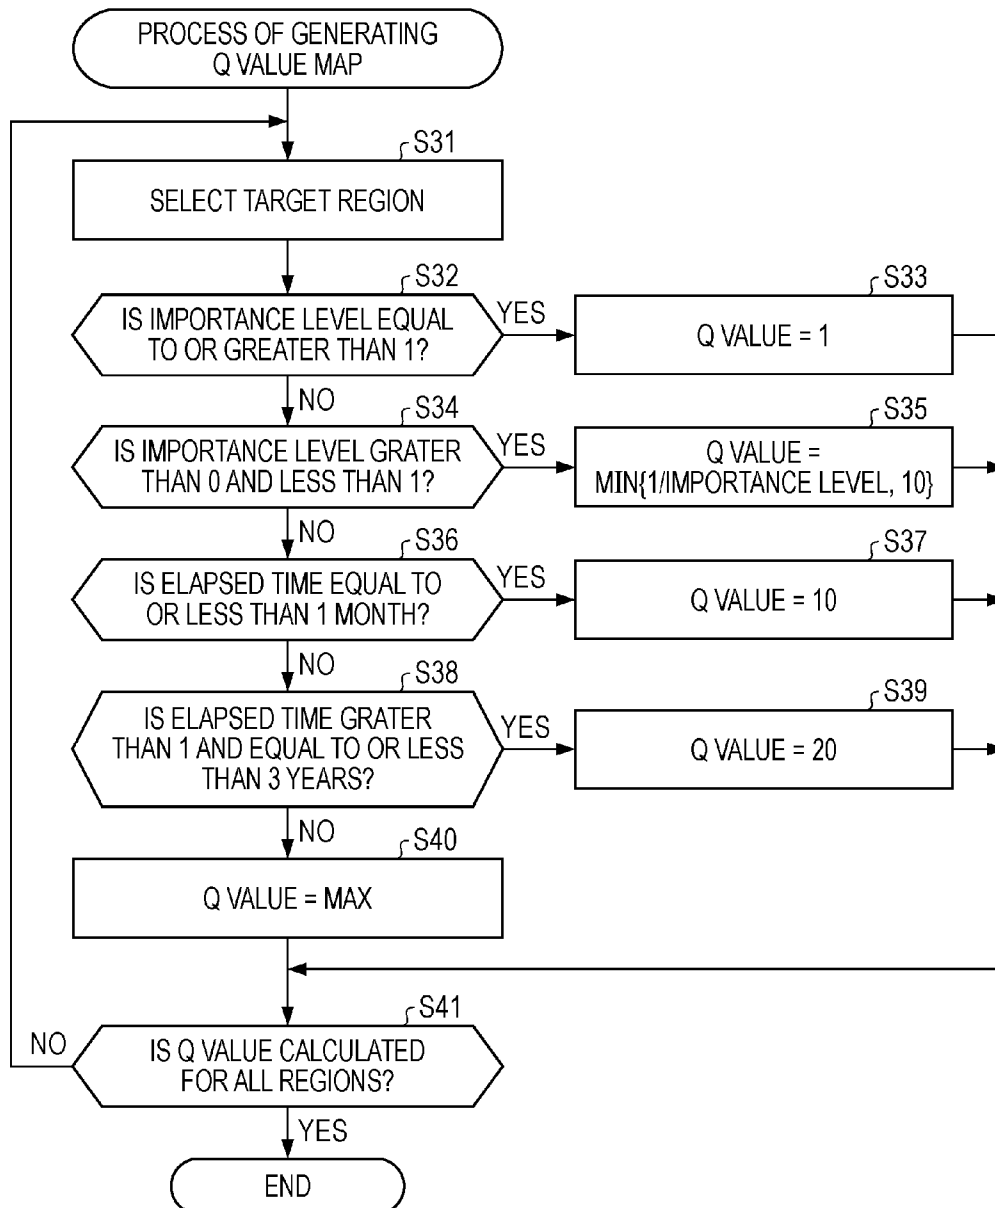 PROCESS OF GENERATING
Q VALUE MAP
S31
SELECT TARGET REGION
S32
IS IMPORTANCE LEVEL EQUAL
TO OR GREATER THAN 1?
YES
S33
Q VALUE = 1
NO
S34
IS IMPORTANCE LEVEL GRATER
THAN 0 AND LESS THAN 1?
YES
S35
Q VALUE =
MIN{1/IMPORTANCE LEVEL, 10}
NO
S36
IS ELAPSED TIME EQUAL TO
OR LESS THAN 1 MONTH?
YES
S37
Q VALUE = 10
NO
S38
IS ELAPSED TIME GRATER
THAN 1 AND EQUAL TO OR LESS
THAN 3 YEARS?
YES
S39
Q VALUE = 20
NO
S40
Q VALUE = MAX
S41
IS Q VALUE CALCULATED
FOR ALL REGIONS?
NO
YES
END